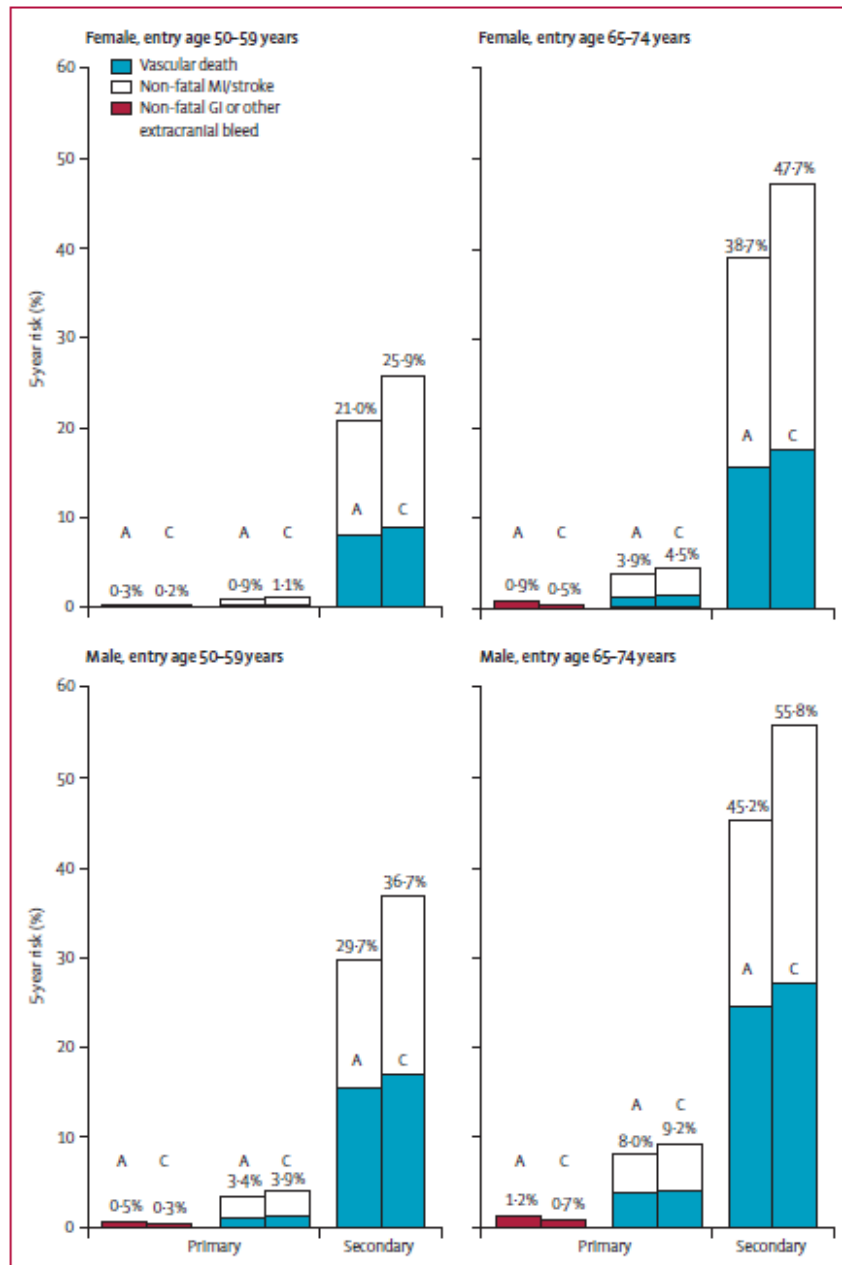 Female, entry age 50–59 years
Vascular death
Non-fatal MI/stroke
Non-fatal GI or other
extracranial bleed
60
50
40
30
20
10
0
5-year risk (%)
A C
0·3% 0·2%
A C
0·9% 1·1%
21·0%
25·9%
A C
Female, entry age 65–74 years
A C
0·9% 0·5%
A C
3·9% 4·5%
38·7%
47·7%
A C
Male, entry age 50–59 years
60
50
40
30
20
10
0
5-year risk (%)
A C
0·5% 0·3%
A C
3·4% 3·9%
29·7%
36·7%
A C
Primary Secondary
Male, entry age 65–74 years
A C
1·2% 0·7%
A C
8·0% 9·2%
45·2%
55·8%
A C
Primary Secondary